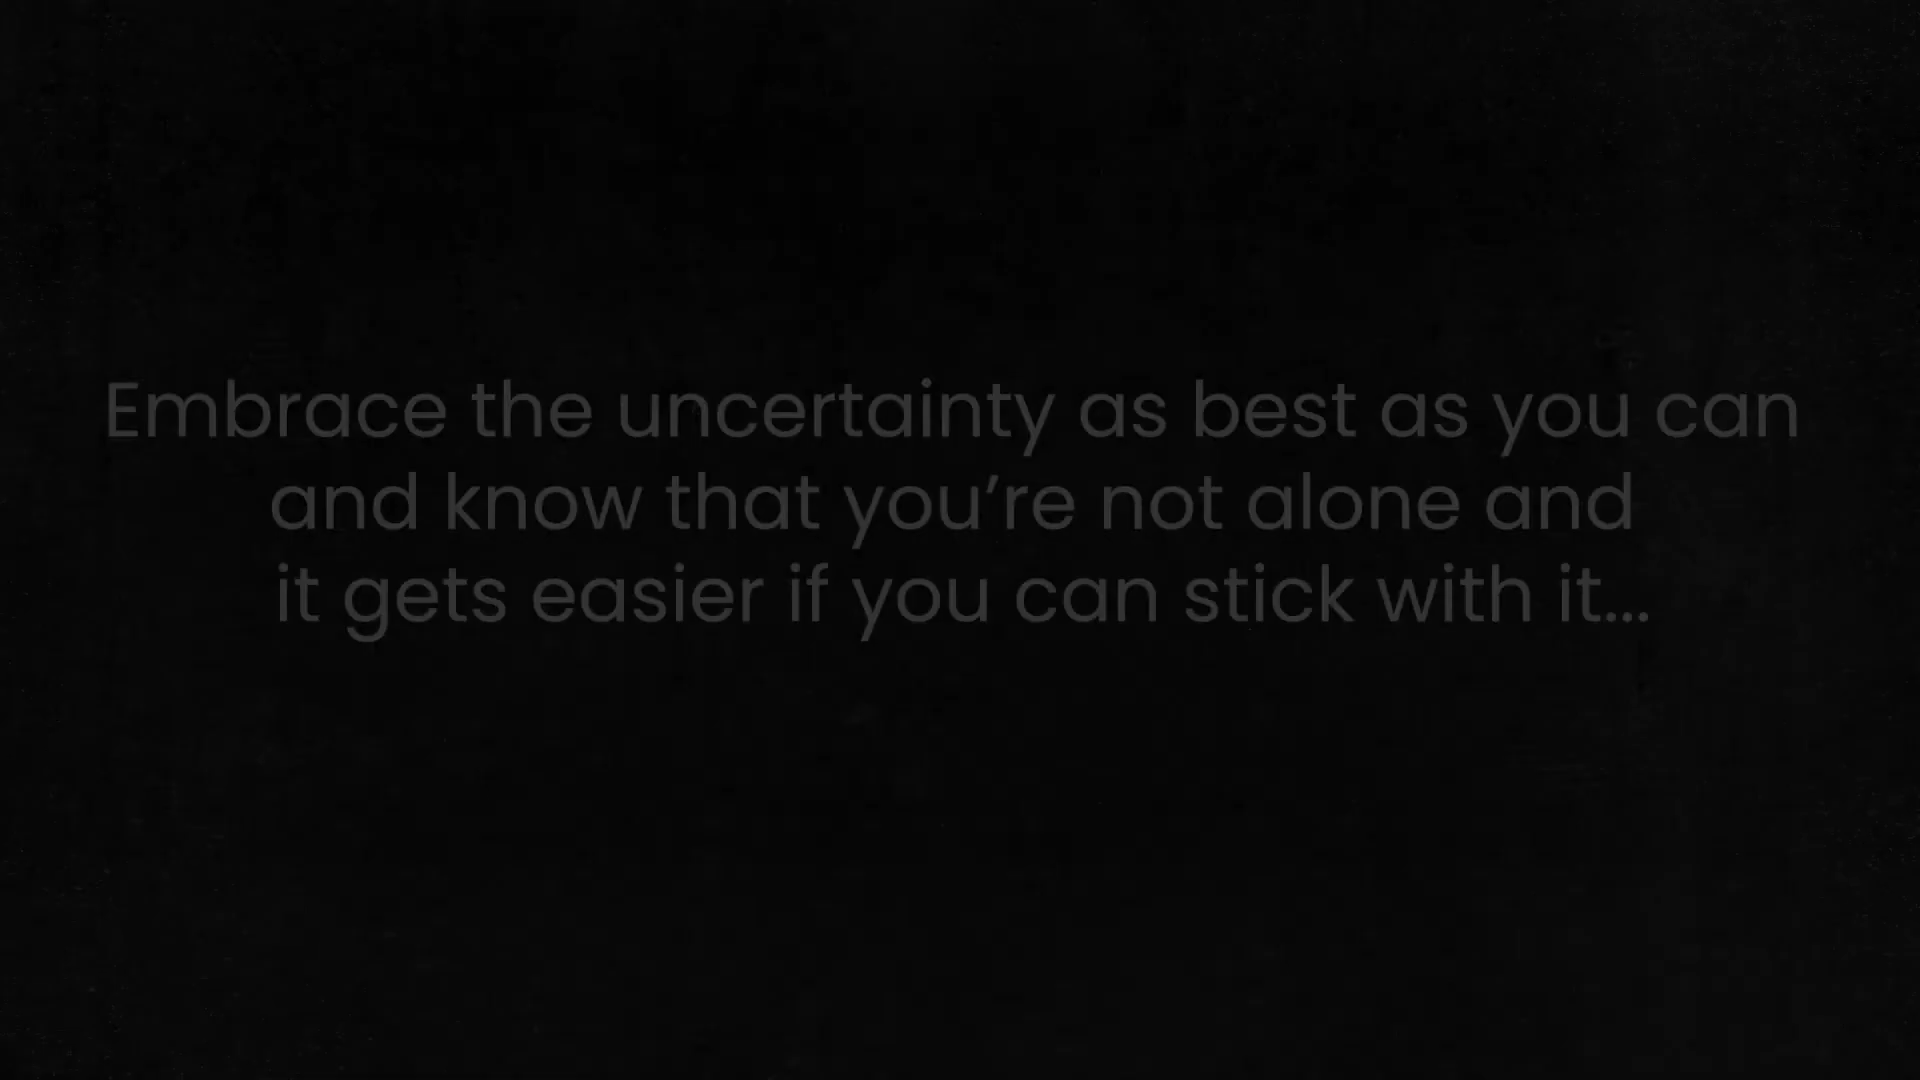 Embrace the uncertainty as best as you can
and know that you’re not alone and
it gets easier if you can stick with it...